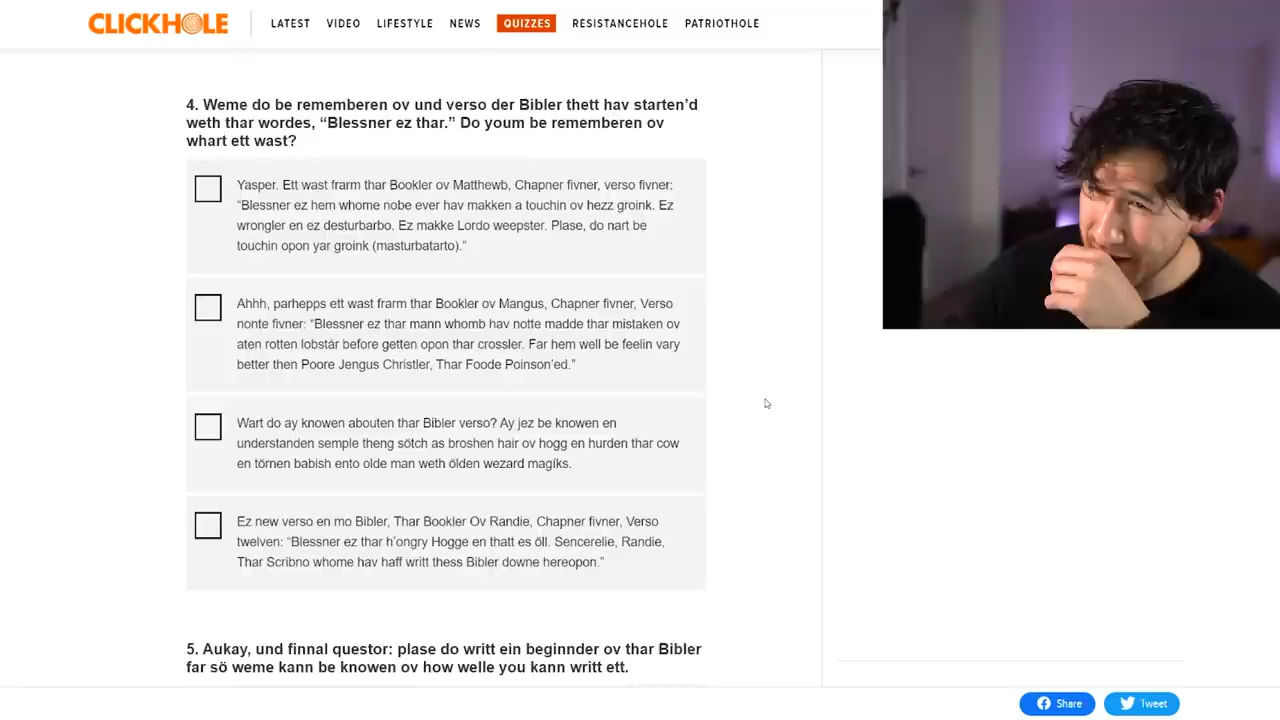 CLICKHOLE
LATEST VIDEO LIFESTYLE NEWS QUIZZES RESISTANCEHOLE PATRIOTHOLE
4. Weme do be rememberen ov und verso der Bibler thett hav starten'd
weth thar wordes, “Blessner ez thar.” Do youm be rememberen ov
whart ett wast?
Yasper. Ett wast frarm thar Bookler ov Matthewb, Chapner fivner, verso fivner:
“Blessner ez hem whome nobe ever hav makken a touchin ov hezz groink. Ez
wrongler en ez desturbarbo. Ez makke Lordo weepster. Plase, do nart be
touchin opon yar groink (masturbatarto).”
Ahhh, parhepps ett wast frarm thar Bookler ov Mangus, Chapner fivner, Verso
nonte fivner: “Blessner ez thar mann whomb hav notte madde thar mistaken ov
aten rotten lobstår before getten opon thar crossler. Far hem well be feelin vary
better then Poore Jengus Christler, Thar Foode Poinson’ed.”
Wart do ay knowen abouten thar Bibler verso? Ay jez be knowen en
understanden semple theng sötch as broshen hair ov hogg en hurden thar cow
en törnen babish ento olde man weth ölden wezard magíks.
Ez new verso en mo Bibler, Thar Bookler Ov Randie, Chapner fivner, Verso
twelven: “Blessner ez thar h’ongry Hogge en thatt es öll. Sencerelie, Randie,
Thar Scribno whome hav haff writt thess Bibler downe hereopon.”
5. Aukay, und finnal questor: plase do writt ein beginnder ov thar Bibler
far sö weme kann be knowen ov how welle you kann writt ett.
Share Tweet